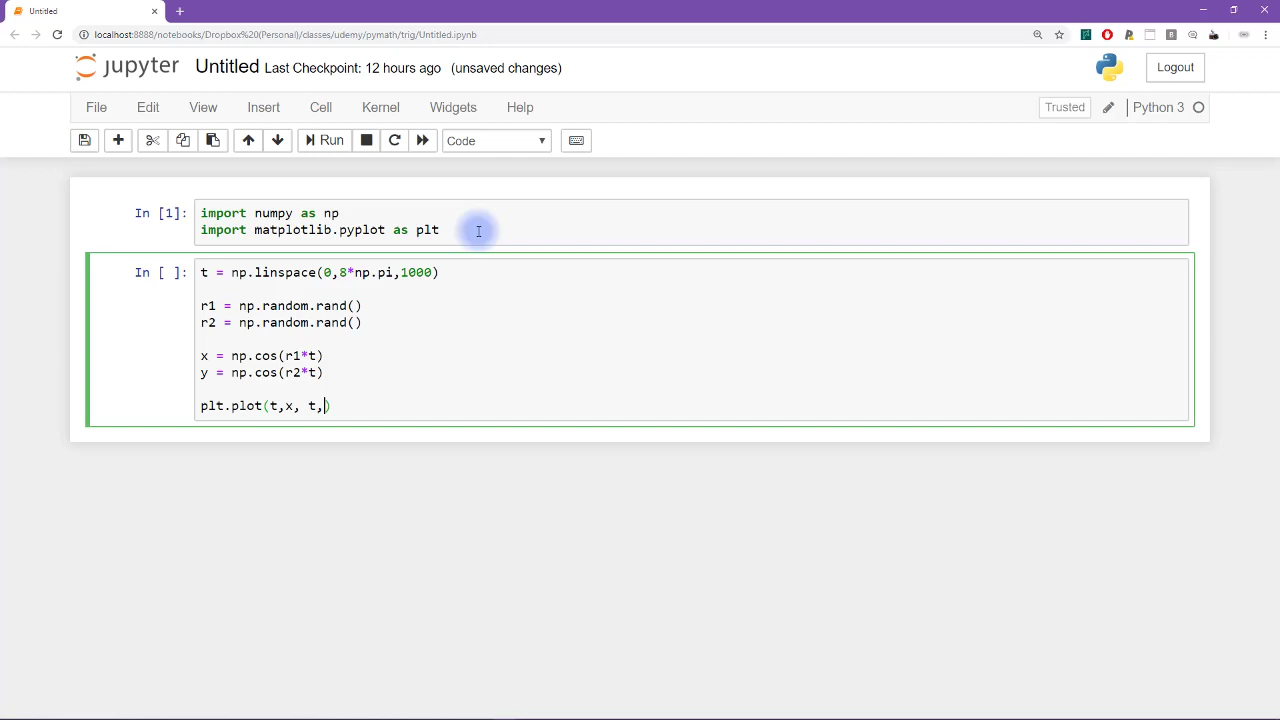 Untitled
localhost:8888/notebooks/Dropbox%20(Personal)/classes/udemy/pymath/trig/Untitled.ipynb
jupyter Untitled Last Checkpoint: 12 hours ago (unsaved changes) Logout
File Edit View Insert Cell Kernel Widgets Help Trusted Python 3
Run Code
In [1]: import numpy as np
import matplotlib.pyplot as plt
In [ ]: t = np.linspace(0,8*np.pi,1000)
r1 = np.random.rand()
r2 = np.random.rand()
x = np.cos(r1*t)
y = np.cos(r2*t)
plt.plot(t,x, t,)